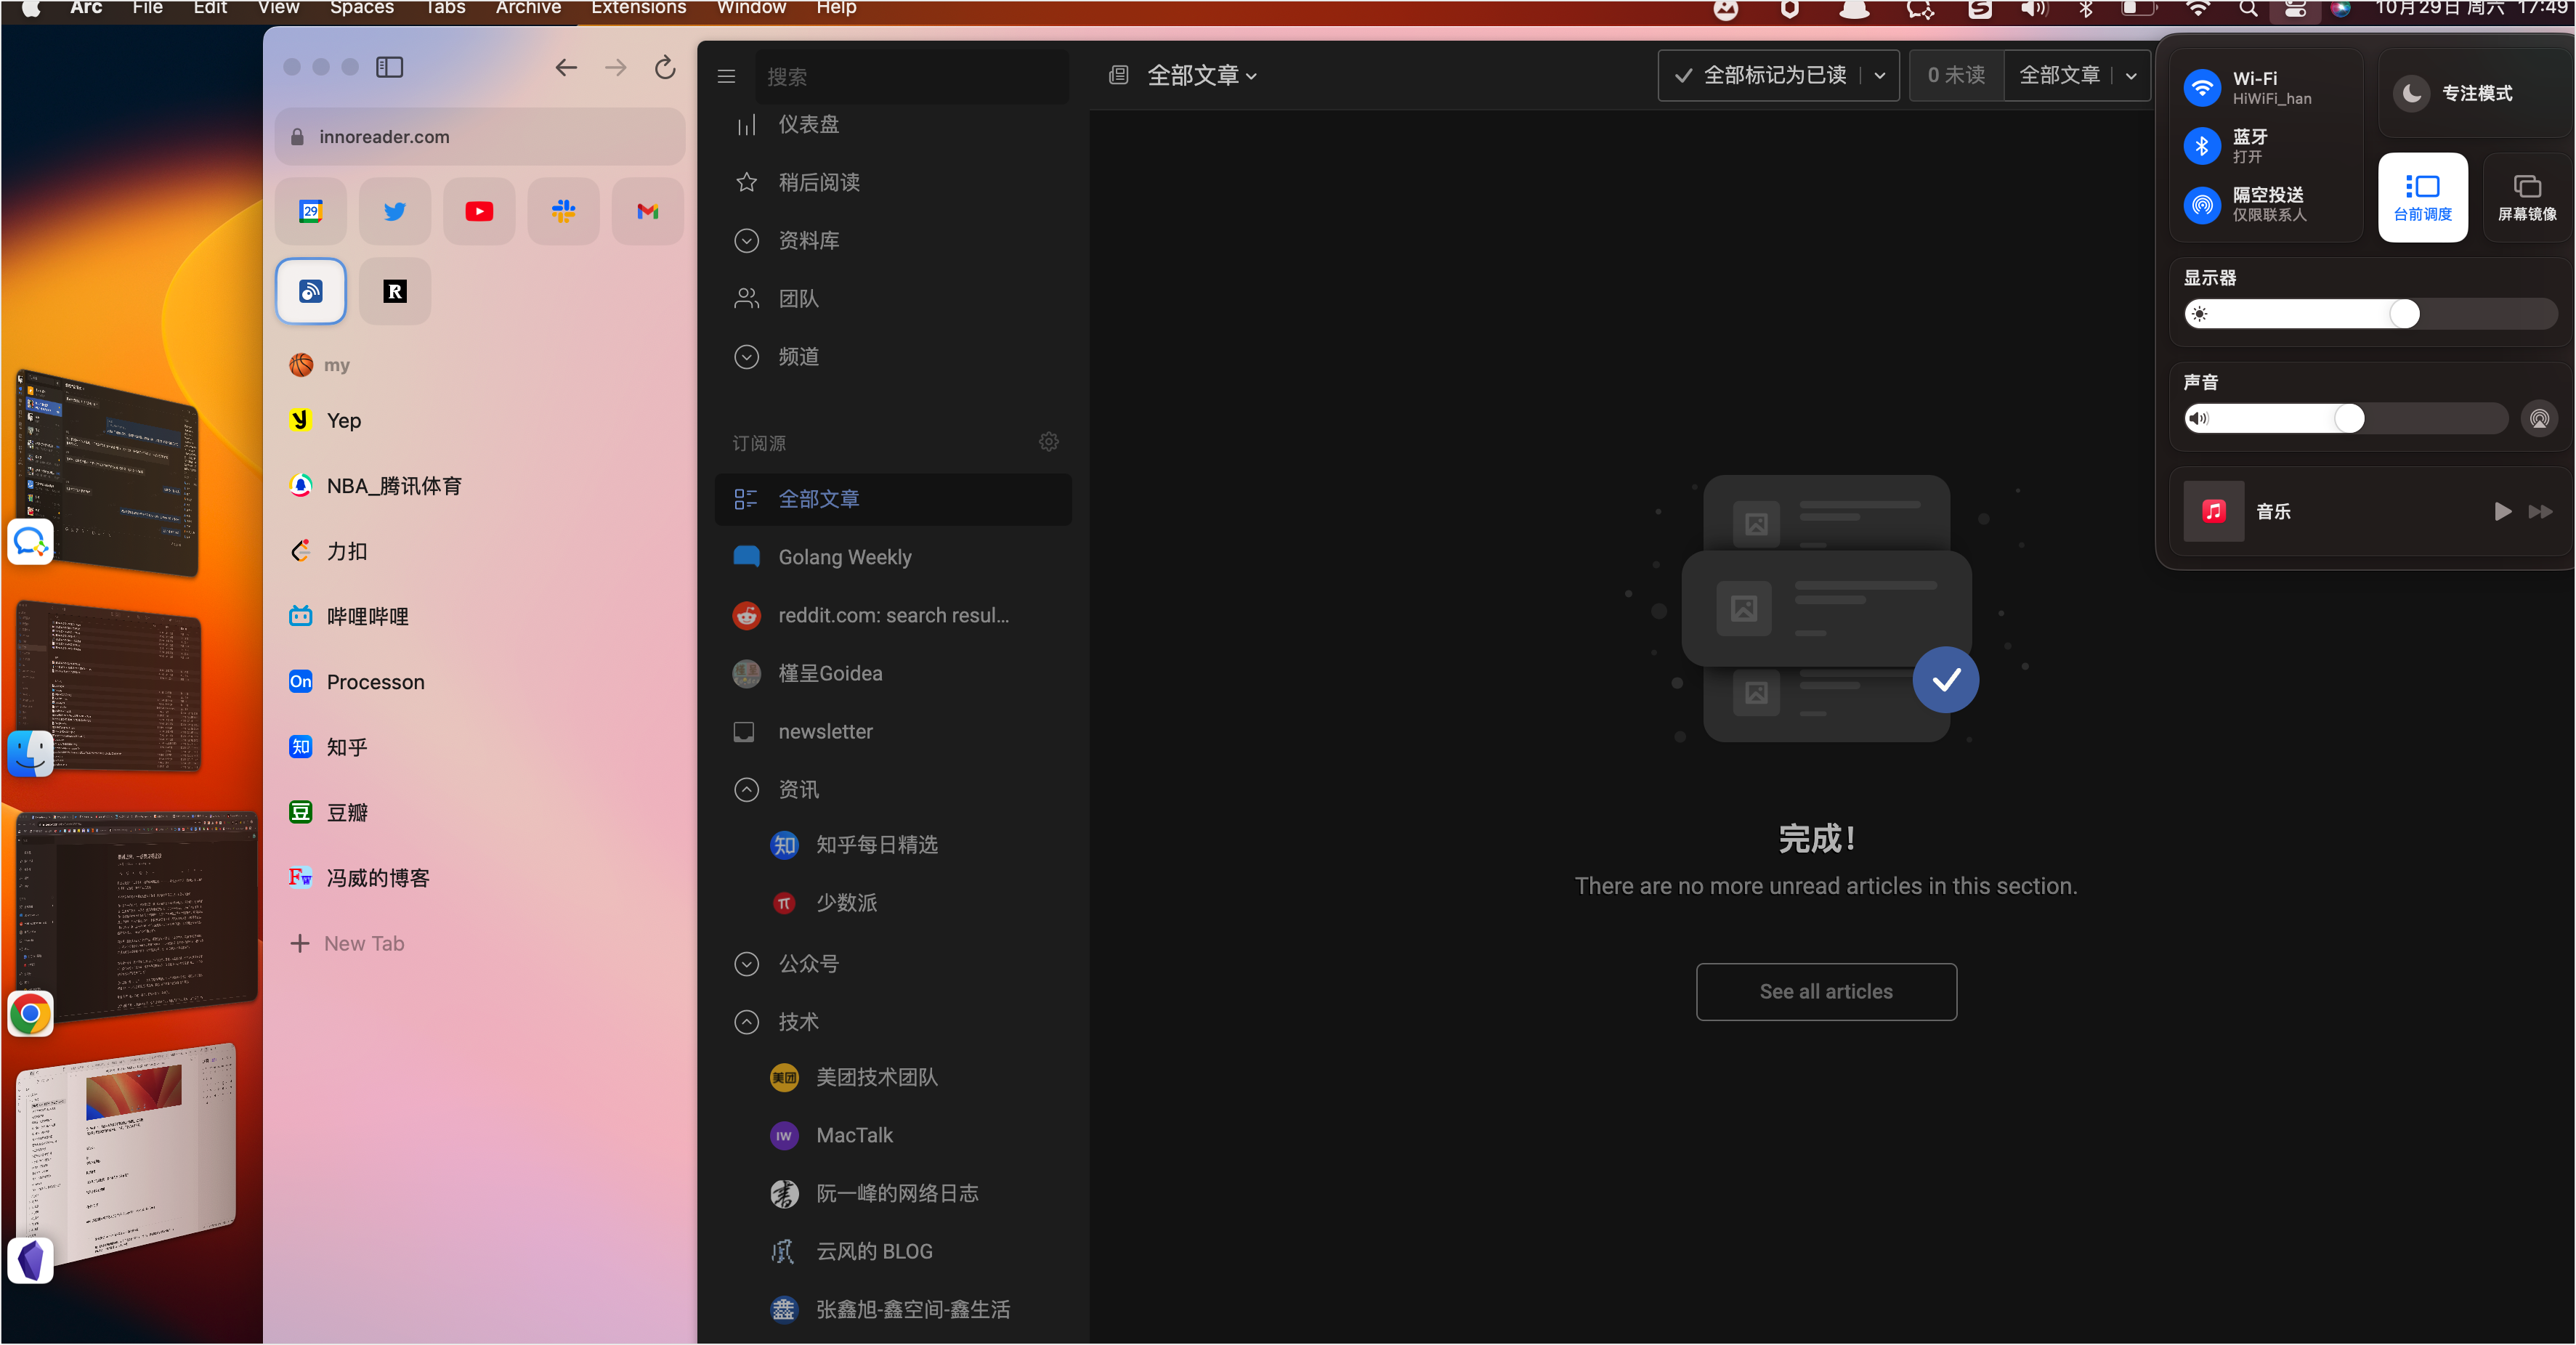 Arc File Edit View Spaces Tabs Archive Extensions Window Help
10月29日 周六 17:49
innoreader.com
29
my
Yep
NBA_腾讯体育
力扣
哔哩哔哩
On Processon
知 知乎
豆 豆瓣
Fw 冯威的博客
New Tab
搜索
仪表盘
稍后阅读
资料库
团队
频道
订阅源
全部文章
Golang Weekly
reddit.com: search resul...
槿呈Goidea
newsletter
资讯
知 知乎每日精选
π 少数派
公众号
技术
美团 美团技术团队
IW MacTalk
阮一峰的网络日志
云风的 BLOG
鑫 张鑫旭-鑫空间-鑫生活
全部文章
全部标记为已读
0 未读
全部文章
完成！
There are no more unread articles in this section.
See all articles
Wi-Fi
HiWiFi_han
蓝牙
打开
隔空投送
仅限联系人
专注模式
台前调度
屏幕镜像
显示器
声音
音乐